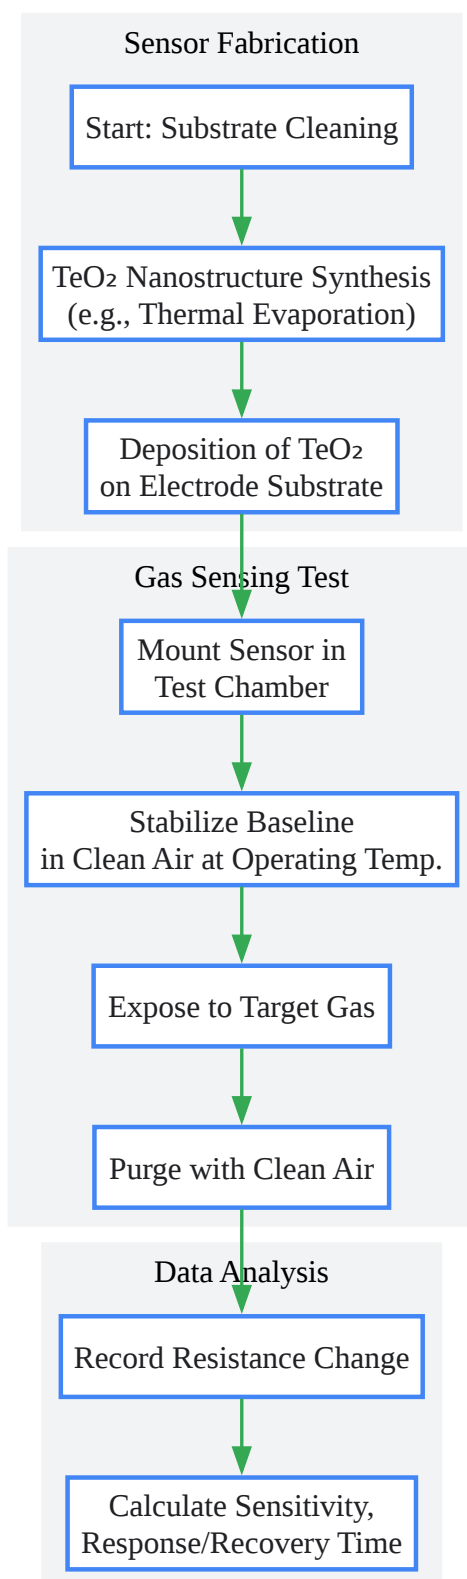 Sensor Fabrication
Start: Substrate Cleaning
TeO₂ Nanostructure Synthesis
(e.g., Thermal Evaporation)
Deposition of TeO₂
on Electrode Substrate
Gas Sensing Test
Mount Sensor in
Test Chamber
Stabilize Baseline
in Clean Air at Operating Temp.
Expose to Target Gas
Purge with Clean Air
Data Analysis
Record Resistance Change
Calculate Sensitivity,
Response/Recovery Time